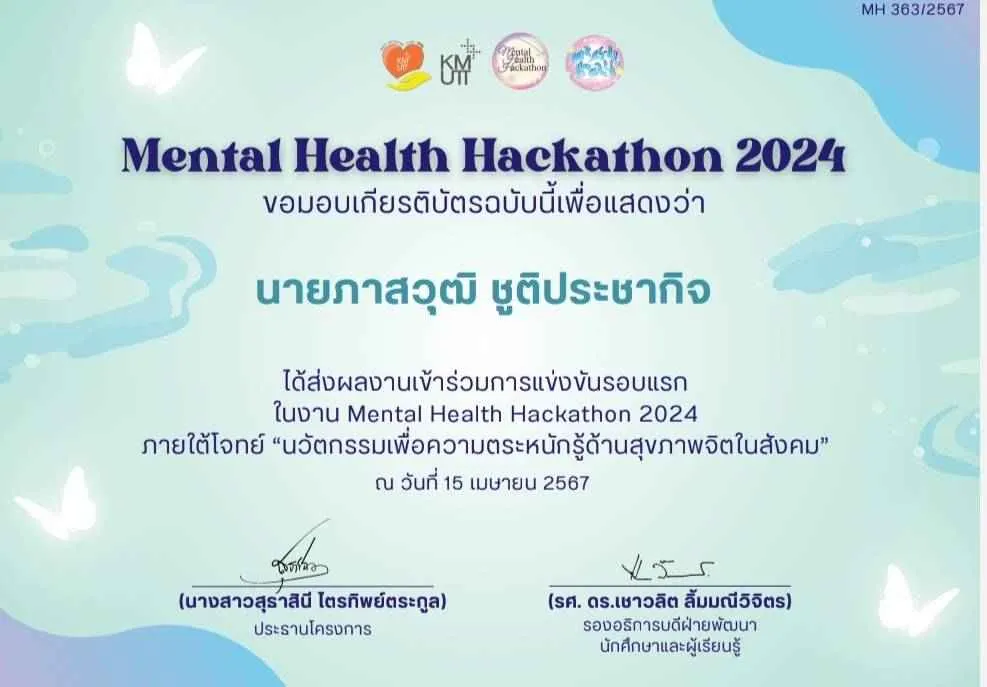 MH 363/2567
KM
UTT
KM
UTT
Mental
Health
Hackathon
Mental Health Hackathon 2024
ขอมอบเกียรติบัตรฉบับนี้เพื่อแสดงว่า
นายภาสวุฒิ ชูติประชากิจ
ได้ส่งผลงานเข้าร่วมการแข่งขันรอบแรก
ในงาน Mental Health Hackathon 2024
ภายใต้โจทย์ “นวัตกรรมเพื่อความตระหนักรู้ด้านสุขภาพจิตในสังคม”
ณ วันที่ 15 เมษายน 2567
(นางสาวสุธาสินี ไตรทิพย์ตระกูล)
ประธานโครงการ
(รศ. ดร.เชาวลิต ลิ้มมณีวิจิตร)
รองอธิการบดีฝ่ายพัฒนา
นักศึกษาและผู้เรียนรู้